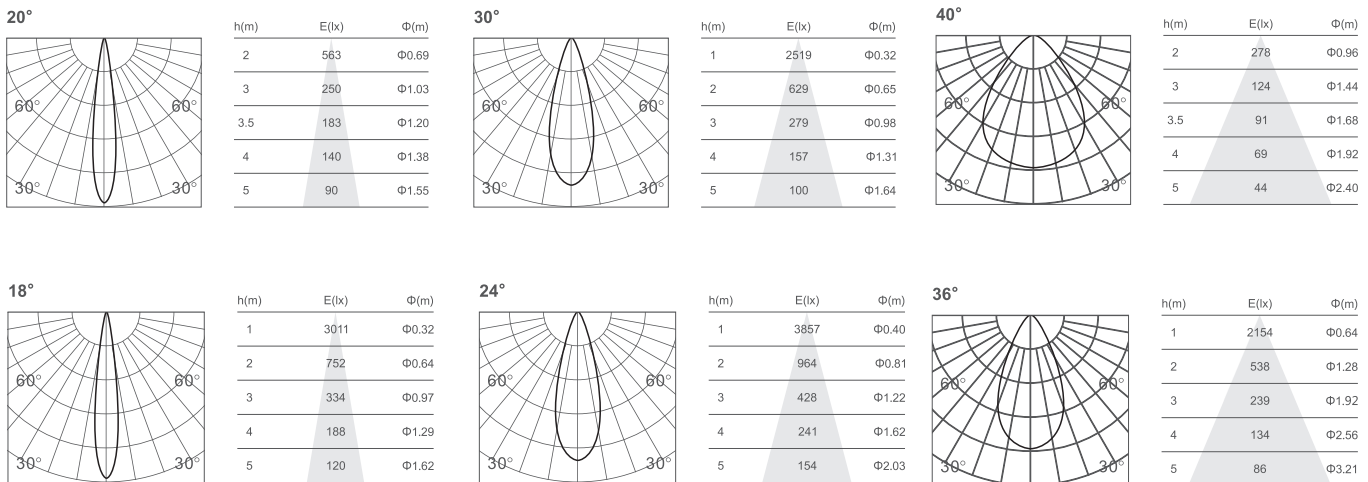 20°
h(m) E(lx) Φ(m)
2 563 Φ0.69
3 250 Φ1.03
3.5 183 Φ1.20
4 140 Φ1.38
5 90 Φ1.55
60° 60°
30° 30°
30°
h(m) E(lx) Φ(m)
1 2519 Φ0.32
2 629 Φ0.65
3 279 Φ0.98
4 157 Φ1.31
5 100 Φ1.64
60° 60°
30° 30°
40°
h(m) E(lx) Φ(m)
2 278 Φ0.96
3 124 Φ1.44
3.5 91 Φ1.68
4 69 Φ1.92
5 44 Φ2.40
60° 60°
30° 30°
18°
h(m) E(lx) Φ(m)
1 3011 Φ0.32
2 752 Φ0.64
3 334 Φ0.97
4 188 Φ1.29
5 120 Φ1.62
60° 60°
30° 30°
24°
h(m) E(lx) Φ(m)
1 3857 Φ0.40
2 964 Φ0.81
3 428 Φ1.22
4 241 Φ1.62
5 154 Φ2.03
60° 60°
30° 30°
36°
h(m) E(lx) Φ(m)
1 2154 Φ0.64
2 538 Φ1.28
3 239 Φ1.92
4 134 Φ2.56
5 86 Φ3.21
60° 60°
30° 30°